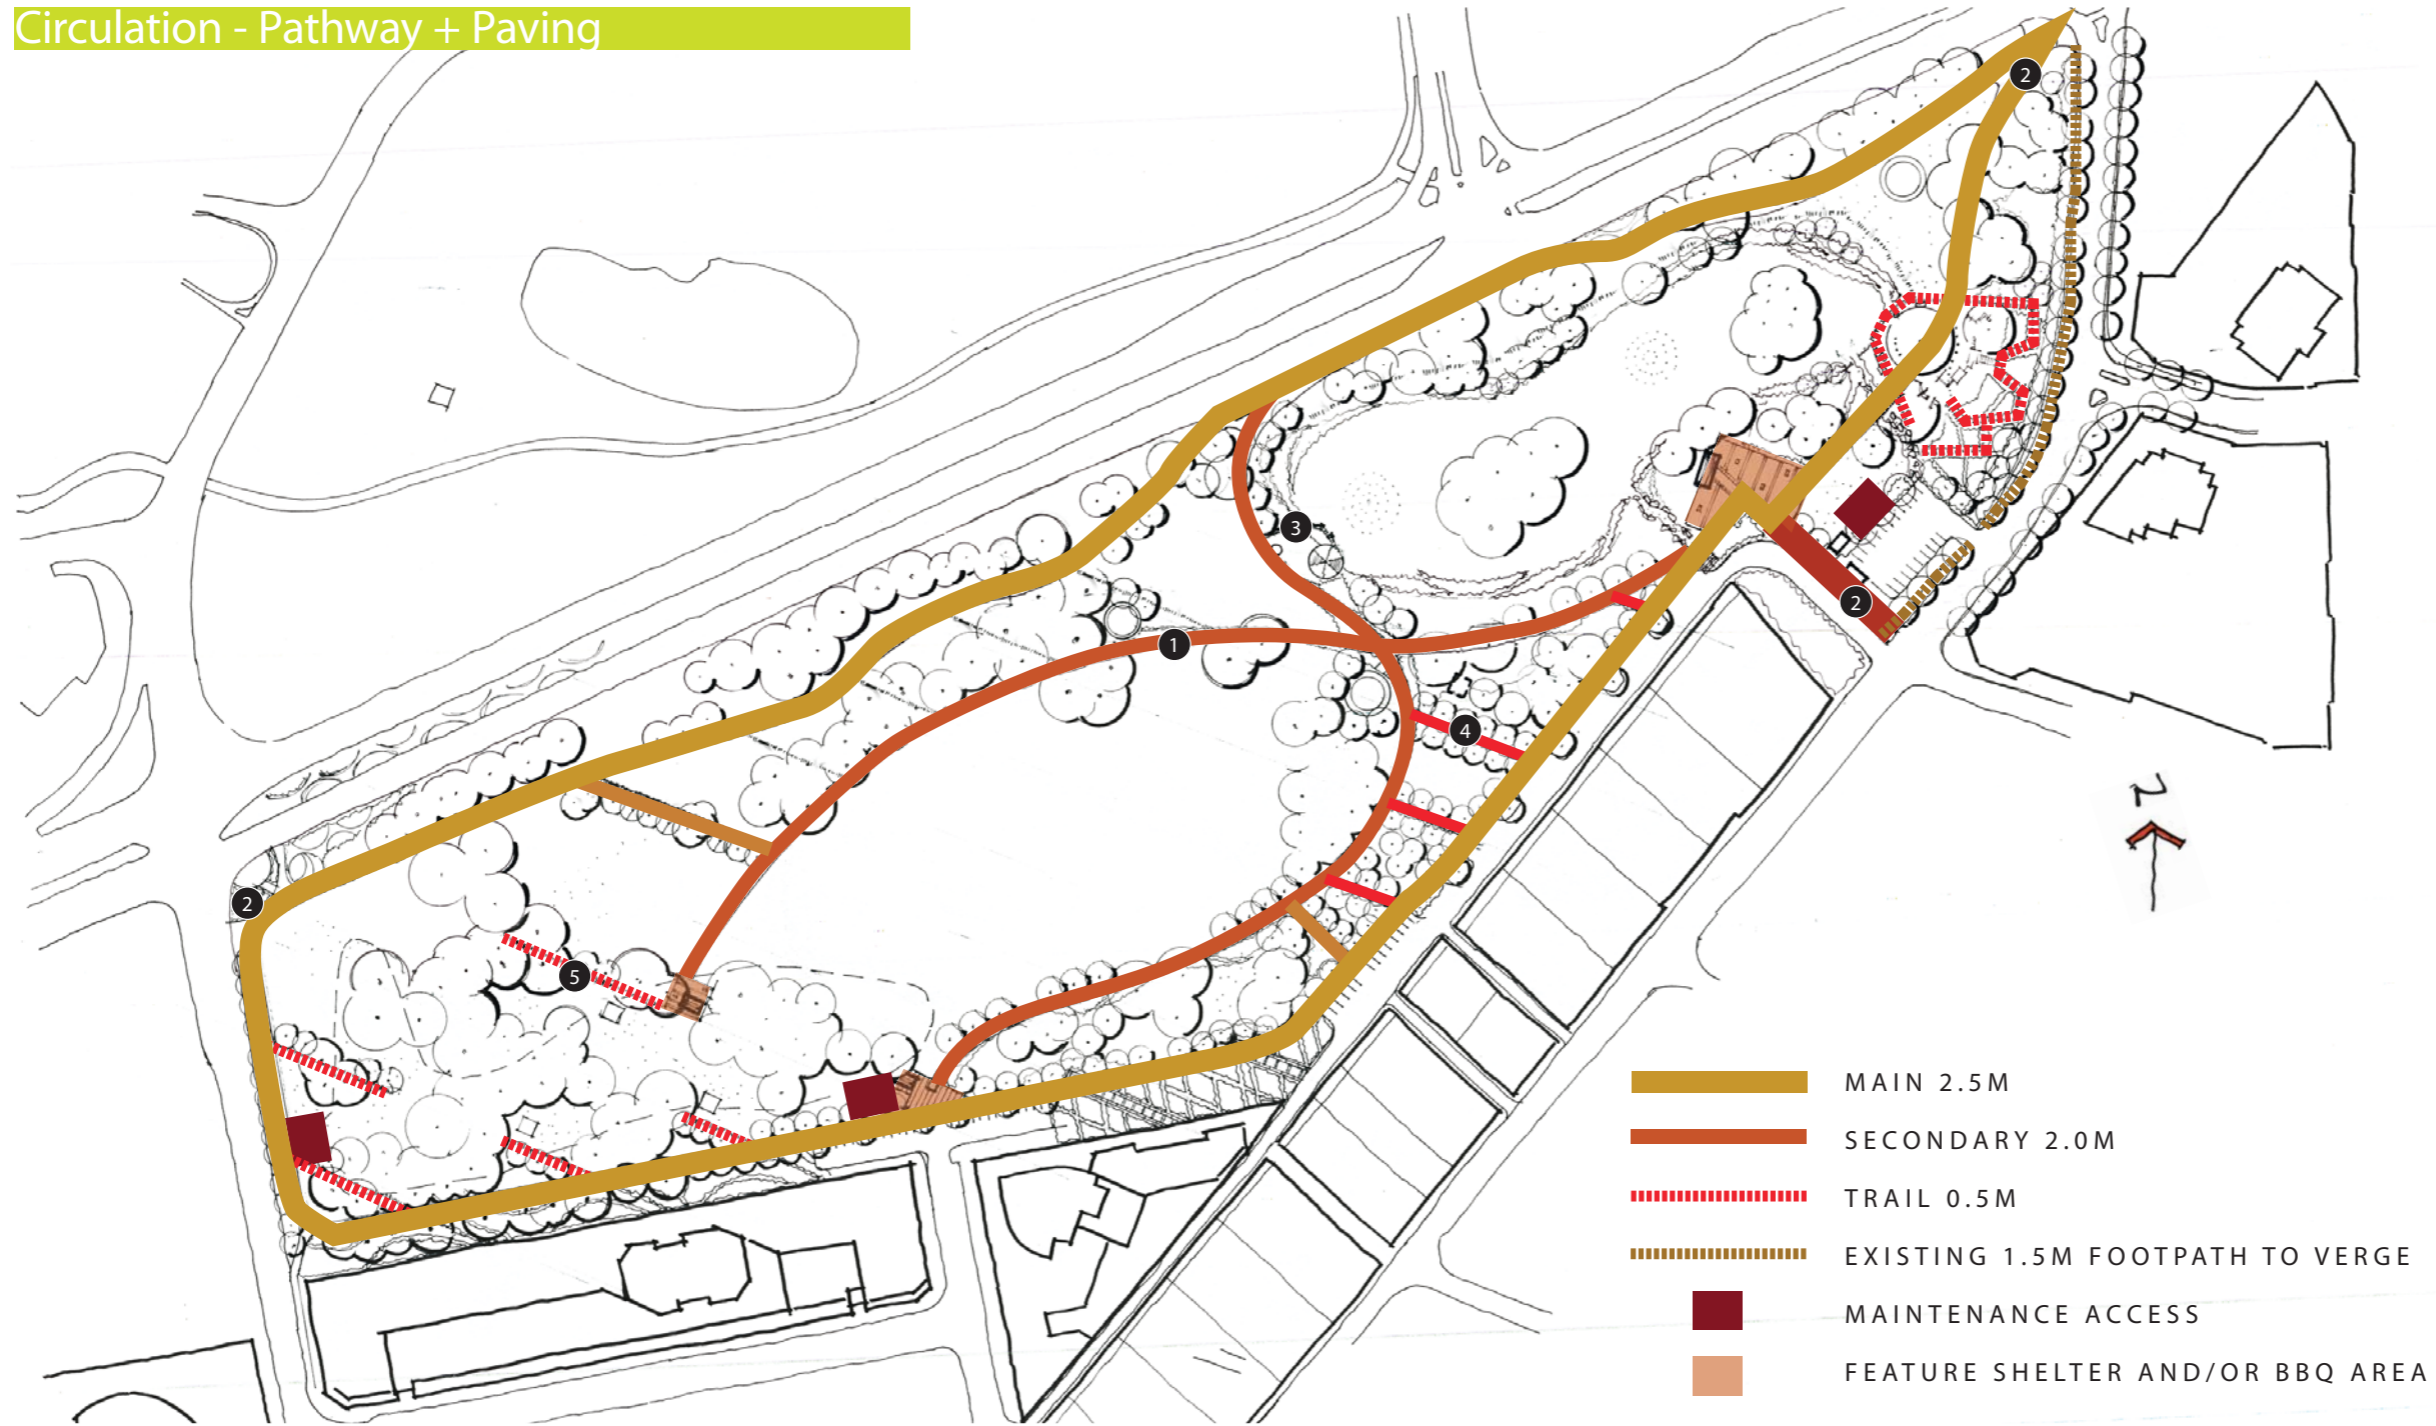 Circulation - Pathway + Paving
2
3
1
2
4
2
5
N
MAIN 2.5M
SECONDARY 2.0M
TRAIL 0.5M
EXISTING 1.5M FOOTPATH TO VERGE
MAINTENANCE ACCESS
FEATURE SHELTER AND/OR BBQ AREA